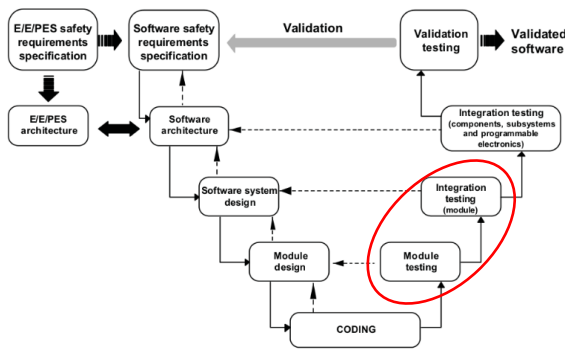 E/E/PES safety
requirements
specification
Software safety
requirements
specification
Validation
Validation
testing
Validated
software
E/E/PES
architecture
Software
architecture
Integration testing
(components, subsystems
and programmable
electronics)
Software system
design
Integration
testing
(module)
Module
design
Module
testing
CODING